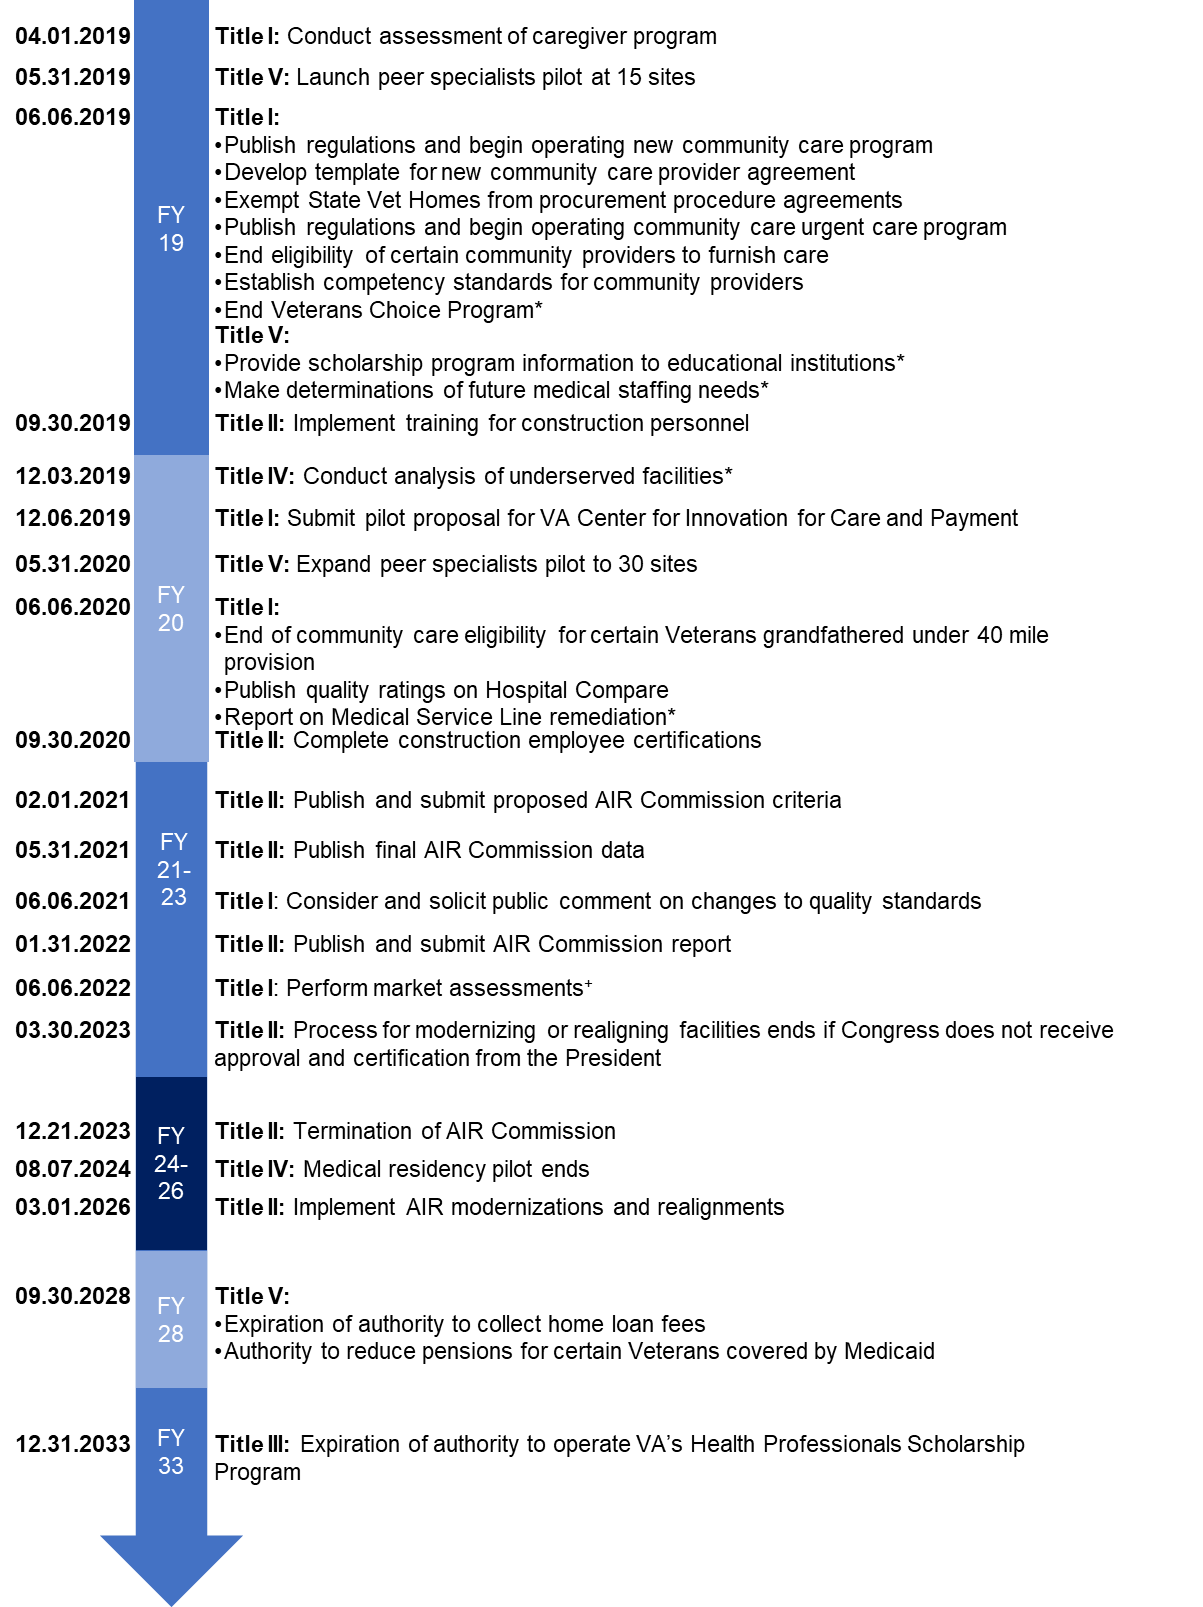 04.01.2019 Title I: Conduct assessment of caregiver program
05.31.2019 Title V: Launch peer specialists pilot at 15 sites
06.06.2019 Title I:
•Publish regulations and begin operating new community care program
•Develop template for new community care provider agreement
•Exempt State Vet Homes from procurement procedure agreements
FY
19
•Publish regulations and begin operating community care urgent care program
•End eligibility of certain community providers to furnish care
•Establish competency standards for community providers
•End Veterans Choice Program*
Title V:
•Provide scholarship program information to educational institutions*
•Make determinations of future medical staffing needs*
09.30.2019 Title II: Implement training for construction personnel
12.03.2019 Title IV: Conduct analysis of underserved facilities*
12.06.2019 Title I: Submit pilot proposal for VA Center for Innovation for Care and Payment
05.31.2020 Title V: Expand peer specialists pilot to 30 sites
FY
20
06.06.2020 Title I:
•End of community care eligibility for certain Veterans grandfathered under 40 mile
provision
•Publish quality ratings on Hospital Compare
•Report on Medical Service Line remediation*
09.30.2020 Title II: Complete construction employee certifications
02.01.2021 Title II: Publish and submit proposed AIR Commission criteria
FY
21-
23
05.31.2021 Title II: Publish final AIR Commission data
06.06.2021 Title I: Consider and solicit public comment on changes to quality standards
01.31.2022 Title II: Publish and submit AIR Commission report
06.06.2022 Title I: Perform market assessments+
03.30.2023 Title II: Process for modernizing or realigning facilities ends if Congress does not receive
approval and certification from the President
FY
24-
26
12.21.2023 Title II: Termination of AIR Commission
08.07.2024 Title IV: Medical residency pilot ends
03.01.2026 Title II: Implement AIR modernizations and realignments
FY
28
09.30.2028 Title V:
•Expiration of authority to collect home loan fees
•Authority to reduce pensions for certain Veterans covered by Medicaid
FY
33
12.31.2033 Title III: Expiration of authority to operate VA's Health Professionals Scholarship
Program